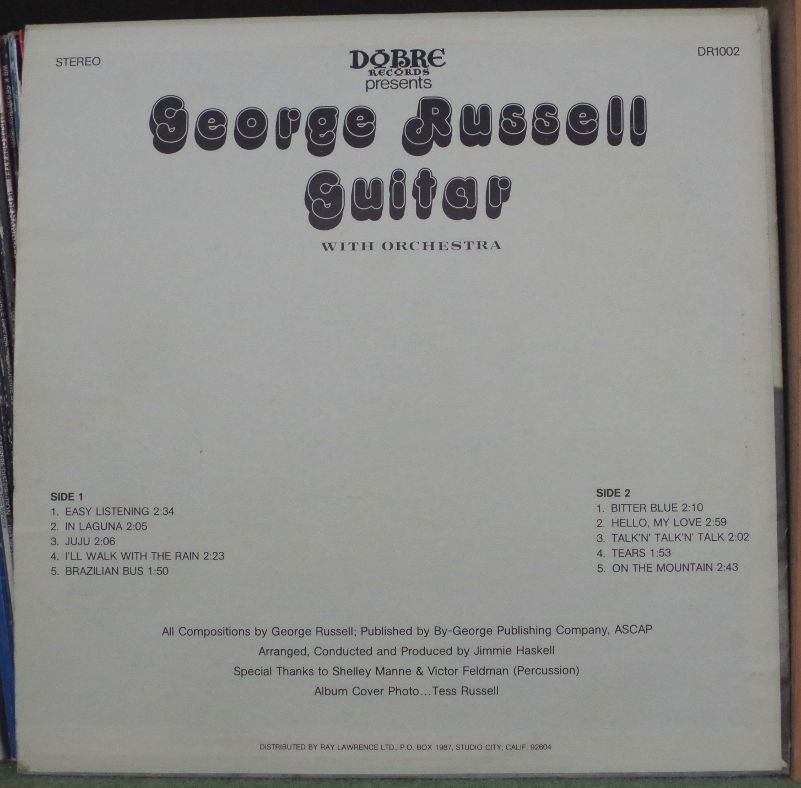 STEREO
DOBRE
RECORDS
DR1002
presents
George Russell
Guitar
WITH ORCHESTRA
SIDE 1
1. EASY LISTENING 2:34
2. IN LAGUNA 2:05
3. JUJU 2:06
4. I'LL WALK WITH THE RAIN 2:23
5. BRAZILIAN BUS 1:50
SIDE 2
1. BITTER BLUE 2:10
2. HELLO, MY LOVE 2:59
3. TALK'N' TALK'N' TALK 2:02
4. TEARS 1:53
5. ON THE MOUNTAIN 2:43
All Compositions by George Russell; Published by By-George Publishing Company, ASCAP
Arranged, Conducted and Produced by Jimmie Haskell
Special Thanks to Shelley Manne & Victor Feldman (Percussion)
Album Cover Photo...Tess Russell
DISTRIBUTED BY RAY LAWRENCE LTD., P.O. BOX 1987, STUDIO CITY, CALIF. 92604